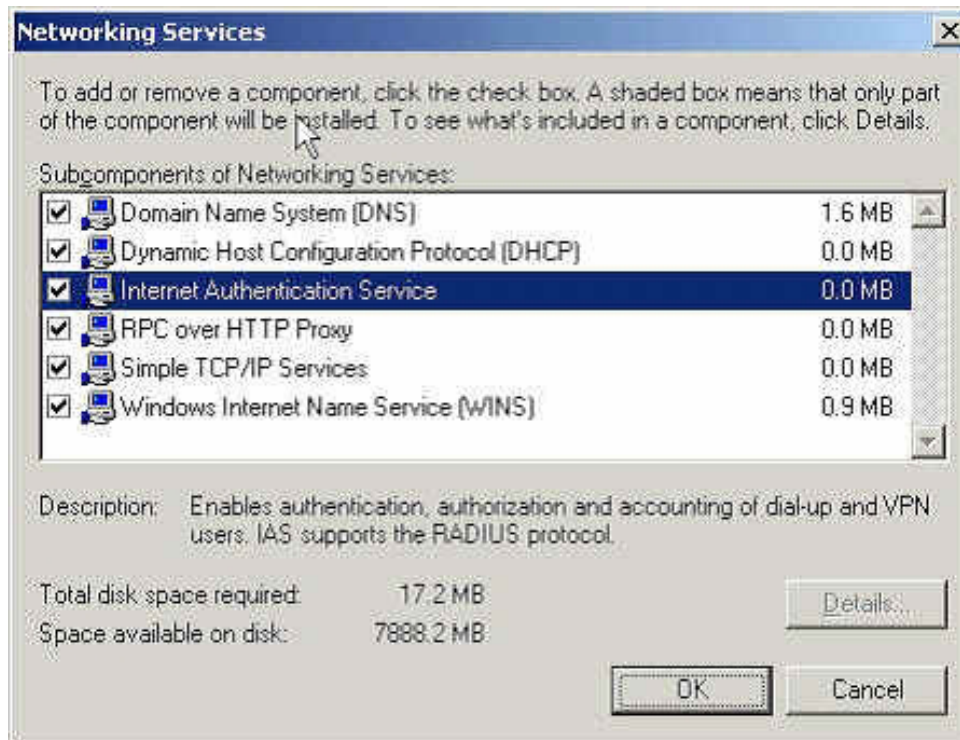 Networking Services
To add or remove a component, click the check box. A shaded box means that only part
of the component will be installed. To see what's included in a component, click Details.
Subcomponents of Networking Services:
Domain Name System (DNS) 1.6 MB
Dynamic Host Configuration Protocol (DHCP) 0.0 MB
Internet Authentication Service 0.0 MB
RPC over HTTP Proxy 0.0 MB
Simple TCP/IP Services 0.0 MB
Windows Internet Name Service (WINS) 0.9 MB
Description: Enables authentication, authorization and accounting of dial-up and VPN
users. IAS supports the RADIUS protocol.
Total disk space required: 17.2 MB
Space available on disk: 7888.2 MB
Details...
OK Cancel